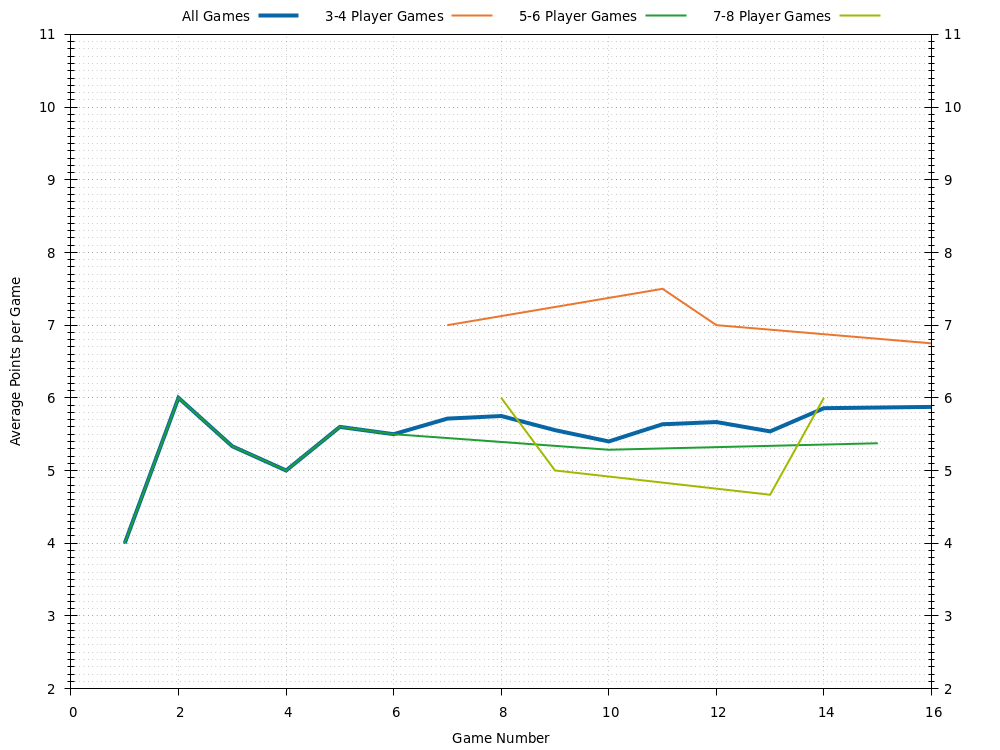 All Games 3-4 Player Games 5-6 Player Games 7-8 Player Games
11 11
10 10
9 9
8 8
7 7
6 6
5 5
4 4
3 3
2 2
0 2 4 6 8 10 12 14 16
Average Points per Game
Game Number